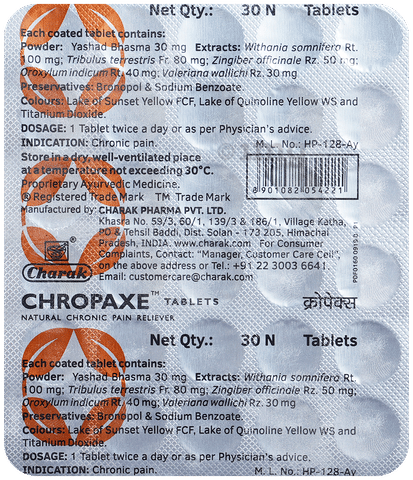 Net Qty.: 30 N Tablets
Each coated tablet contains:
Powder: Yashad Bhasma 30 mg Extracts: Withania somnifera Rt.
100 mg; Tribulus terrestris Fr. 80 mg; Zingiber officinale Rz. 50 mg;
Oroxylum indicum Rt. 40 mg; Valeriana wallichi Rz. 30 mg
Preservatives: Bronopol & Sodium Benzoate.
Colours: Lake of Sunset Yellow FCF, Lake of Quinoline Yellow WS and
Titanium Dioxide.
DOSAGE: 1 Tablet twice a day or as per Physician's advice.
INDICATION: Chronic pain. M. L. No.: HP-128-Ay
Store in a dry, well-ventilated place
at a temperature not exceeding 30°C.
Proprietary Ayurvedic Medicine.
® Registered Trade Mark TM Trade Mark
8 901082 054221
Manufactured by: CHARAK PHARMA PVT. LTD.
Khasra No. 59/3, 60/1, 139/3 & 186/1, Village Katha,
PO & Tehsil Baddi, Dist. Solan - 173 205, Himachal
Pradesh, INDIA. www.charak.com For Consumer
Complaints, Contact: "Manager, Customer Care Cell",
on the above address or Tel.: +91 22 3003 6641,
Email: customercare@charak.com
Charak
CHROPAXE™ TABLETS क्रोपेक्स
NATURAL CHRONIC PAIN RELIEVER
Net Qty.: 30 N Tablets
Each coated tablet contains:
Powder: Yashad Bhasma 30 mg Extracts: Withania somnifera Rt.
100 mg; Tribulus terrestris Fr. 80 mg; Zingiber officinale Rz. 50 mg;
Oroxylum indicum Rt. 40 mg; Valeriana wallichi Rz. 30 mg
Preservatives: Bronopol & Sodium Benzoate.
Colours: Lake of Sunset Yellow FCF, Lake of Quinoline Yellow WS and
Titanium Dioxide.
DOSAGE: 1 Tablet twice a day or as per Physician's advice.
INDICATION: Chronic pain. M. L. No.: HP-128-Ay